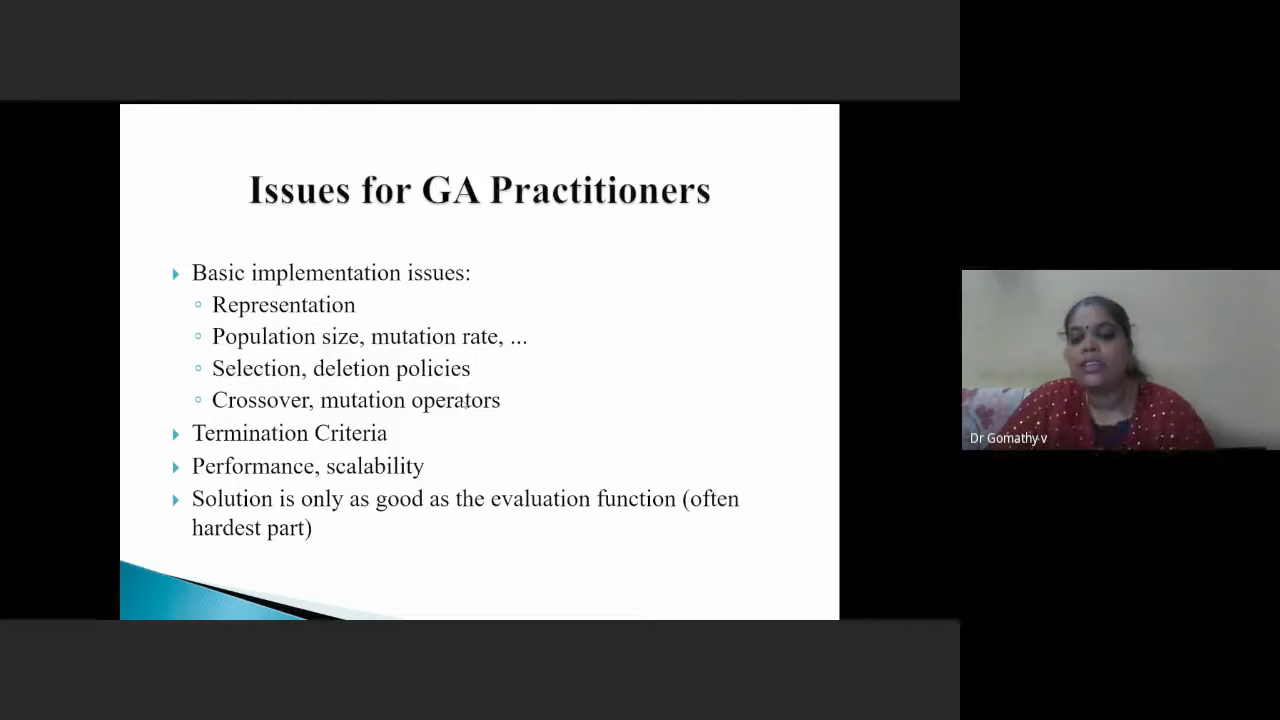 Issues for GA Practitioners
Basic implementation issues:
Representation
Population size, mutation rate, ...
Selection, deletion policies
Crossover, mutation operators
Termination Criteria
Performance, scalability
Solution is only as good as the evaluation function (often
hardest part)
Dr Gomathy v